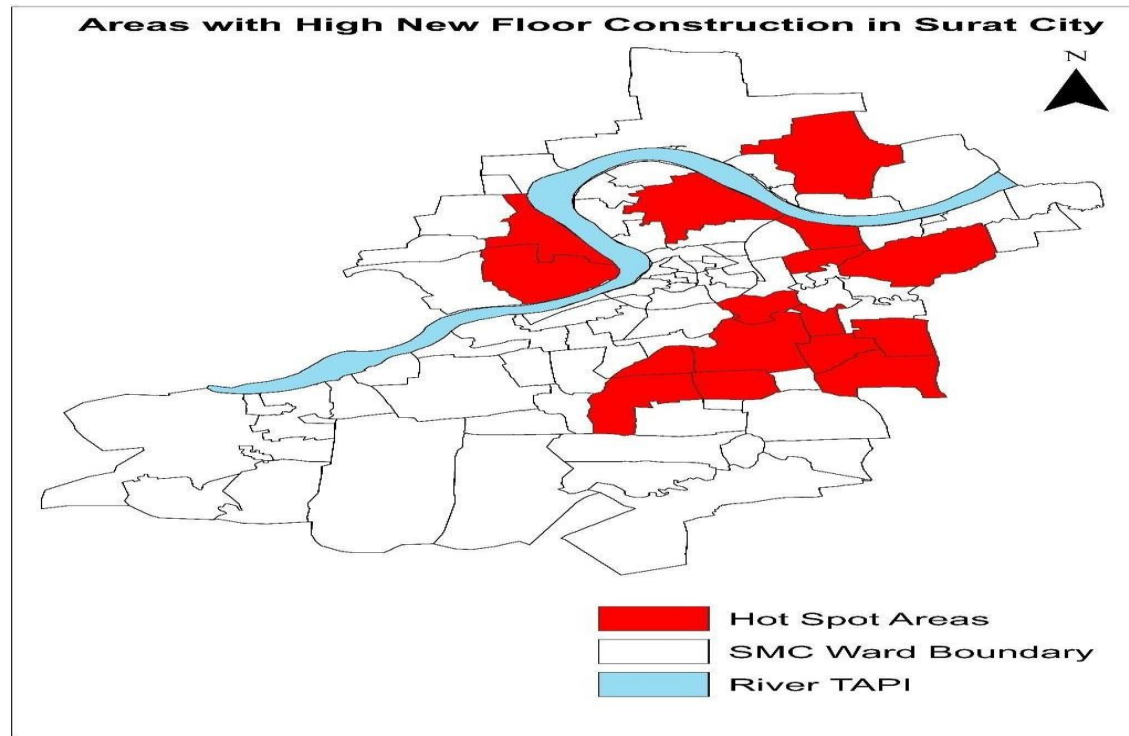 Areas with High New Floor Construction in Surat City
N
Hot Spot Areas
SMC Ward Boundary
River TAPI